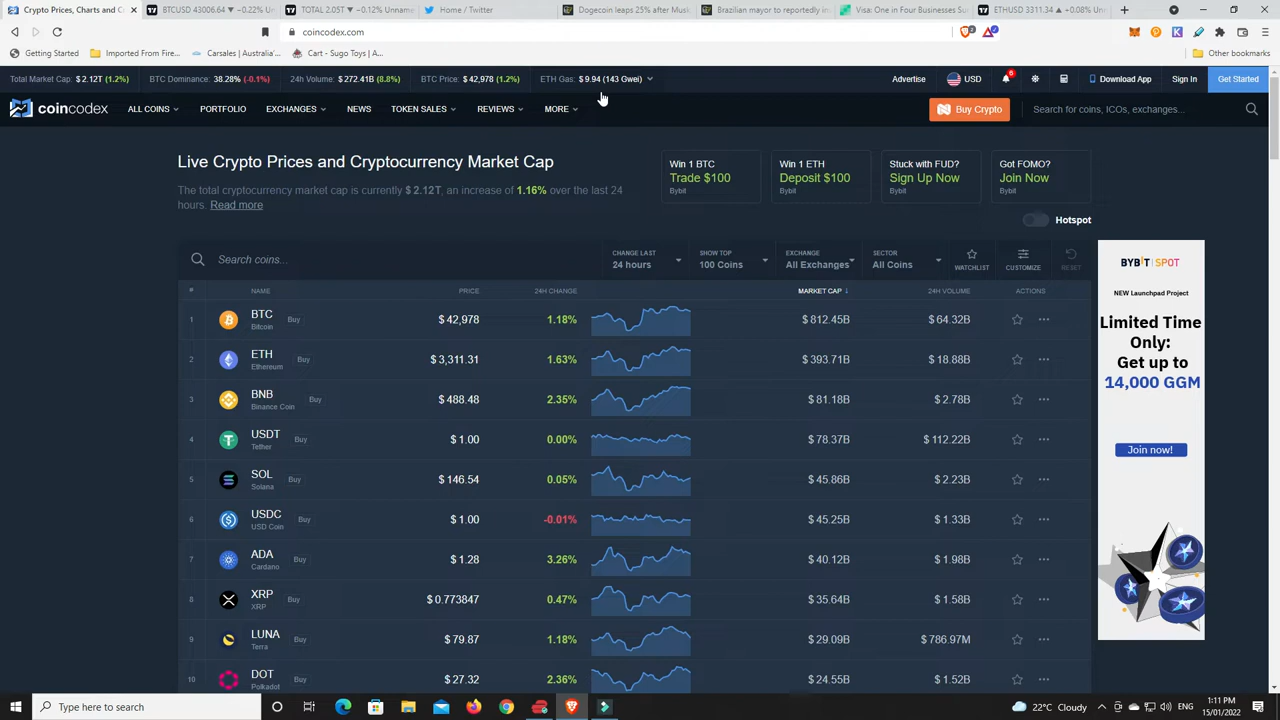 Crypto Prices, Charts and C
BTCUSD 43006.64 ▼ −0.22% Un
TOTAL 2.05T ▼ −0.12% Unname
Home / Twitter
Dogecoin leaps 25% after Musk
Brazilian mayor to reportedly in
Visa: One in Four Businesses Su
ETHUSD 3311.34 ▲ +0.08% Un
coincodex.com
Getting Started
Imported From Fire...
Carsales | Australia'...
Cart - Sugo Toys | A...
Other bookmarks
Total Market Cap: $ 2.12T (1.2%)
BTC Dominance: 38.28% (-0.1%)
24h Volume: $ 272.41B (8.8%)
BTC Price: $ 42,978 (1.2%)
ETH Gas: $ 9.94 (143 Gwei)
Advertise
USD
6
Download App
Sign In
Get Started
coincodex
ALL COINS
PORTFOLIO
EXCHANGES
NEWS
TOKEN SALES
REVIEWS
MORE
Buy Crypto
Search for coins, ICOs, exchanges...
Live Crypto Prices and Cryptocurrency Market Cap
The total cryptocurrency market cap is currently $ 2.12T, an increase of 1.16% over the last 24
hours. Read more
Win 1 BTC
Trade $100
Bybit
Win 1 ETH
Deposit $100
Bybit
Stuck with FUD?
Sign Up Now
Bybit
Got FOMO?
Join Now
Bybit
Hotspot
Search coins...
CHANGE LAST
24 hours
SHOW TOP
100 Coins
EXCHANGE
All Exchanges
SECTOR
All Coins
WATCHLIST
CUSTOMIZE
RESET
# NAME PRICE 24H CHANGE MARKET CAP ↓ 24H VOLUME ACTIONS
1 BTC Bitcoin Buy $ 42,978 1.18% $ 812.45B $ 64.32B
2 ETH Ethereum Buy $ 3,311.31 1.63% $ 393.71B $ 18.88B
3 BNB Binance Coin Buy $ 488.48 2.35% $ 81.18B $ 2.78B
4 USDT Tether Buy $ 1.00 0.00% $ 78.37B $ 112.22B
5 SOL Solana Buy $ 146.54 0.05% $ 45.86B $ 2.23B
6 USDC USD Coin Buy $ 1.00 -0.01% $ 45.25B $ 1.33B
7 ADA Cardano Buy $ 1.28 3.26% $ 40.12B $ 1.98B
8 XRP XRP Buy $ 0.773847 0.47% $ 35.64B $ 1.58B
9 LUNA Terra Buy $ 79.87 1.18% $ 29.09B $ 786.97M
10 DOT Polkadot Buy $ 27.32 2.36% $ 24.55B $ 1.52B
BYBIT | SPOT
NEW Launchpad Project
Limited Time
Only:
Get up to
14,000 GGM
Join now!
Type here to search
22°C Cloudy
ENG
1:11 PM
15/01/2022